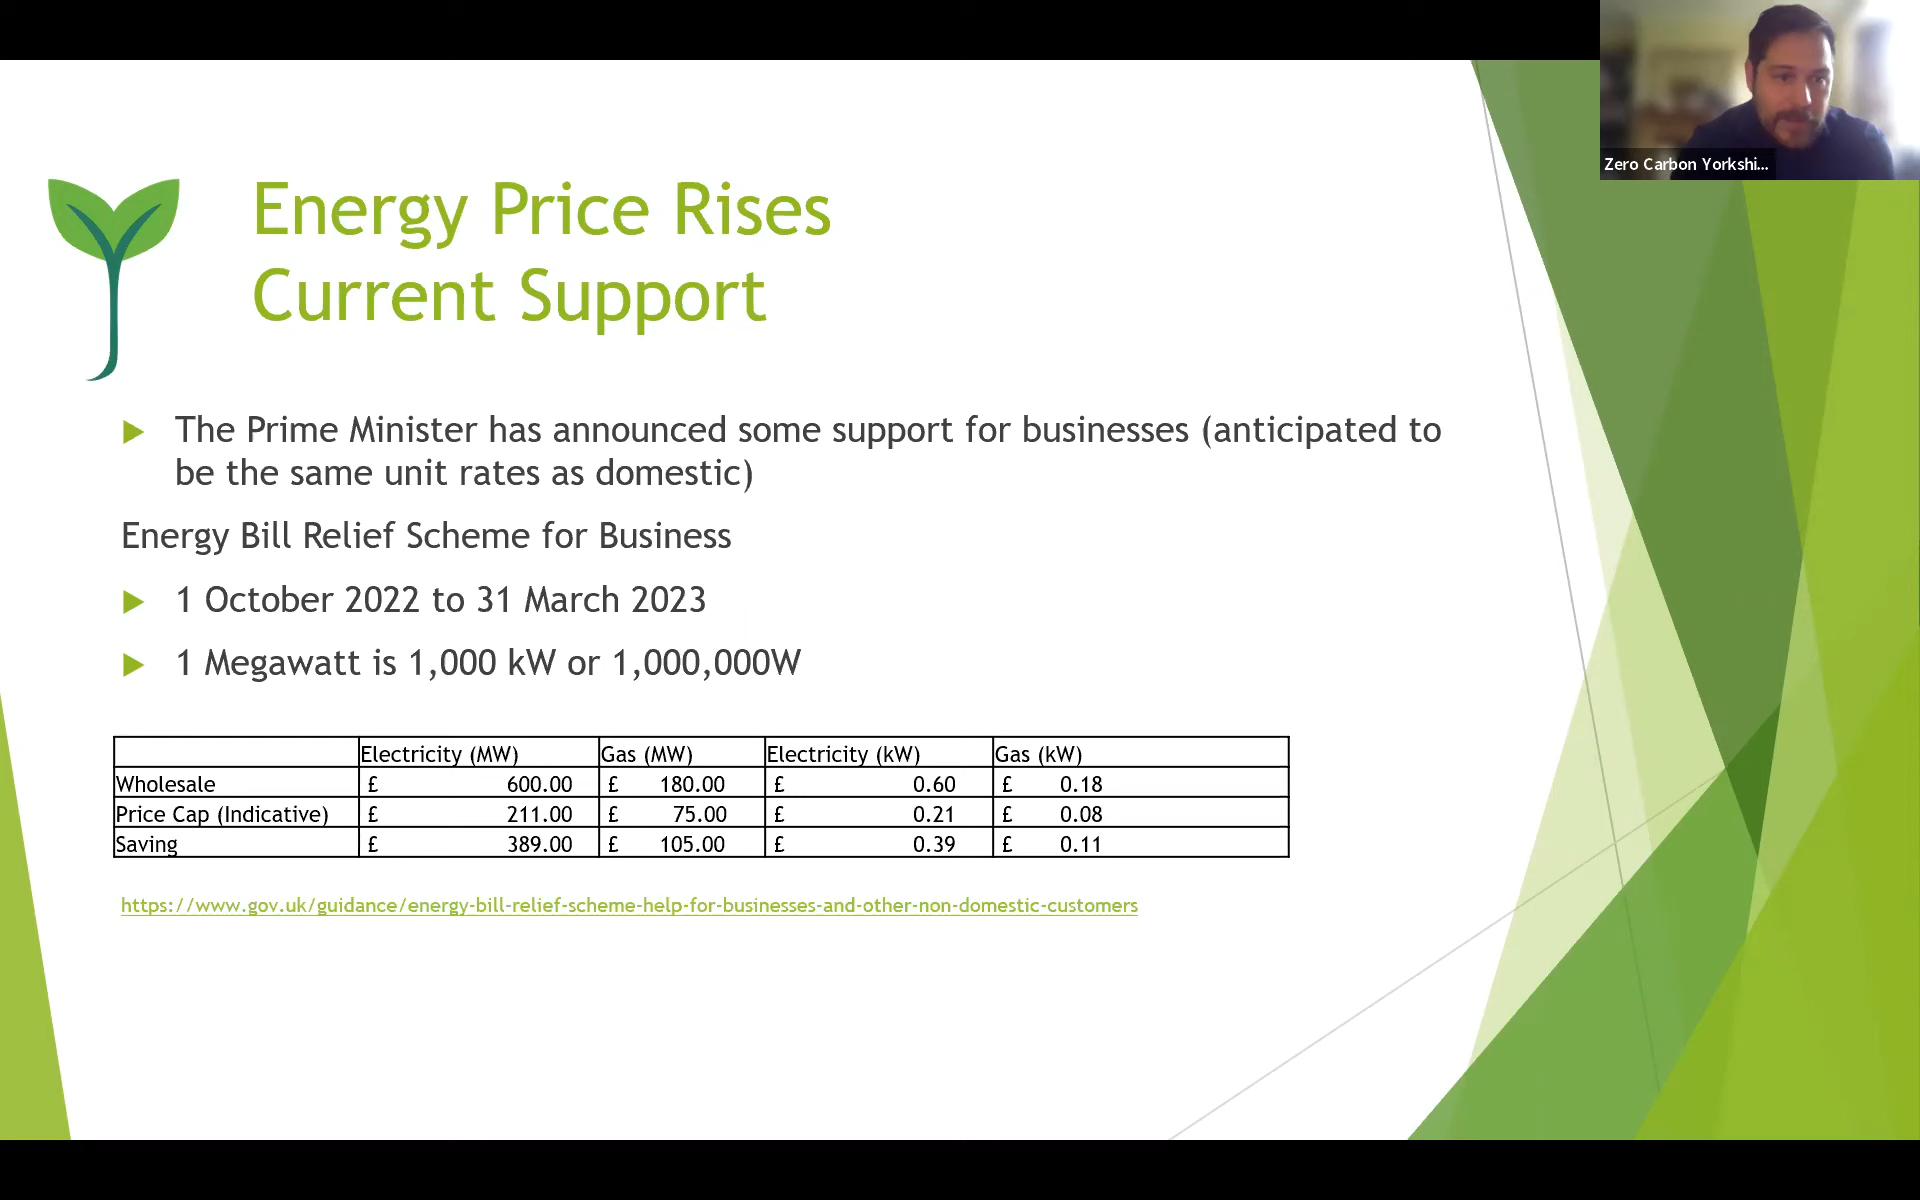 Zero Carbon Yorkshi...
Energy Price Rises
Current Support
The Prime Minister has announced some support for businesses (anticipated to
be the same unit rates as domestic)
Energy Bill Relief Scheme for Business
1 October 2022 to 31 March 2023
1 Megawatt is 1,000 kW or 1,000,000W
Electricity (MW) Gas (MW) Electricity (kW) Gas (kW)
Wholesale £ 600.00 £ 180.00 £ 0.60 £ 0.18
Price Cap (Indicative) £ 211.00 £ 75.00 £ 0.21 £ 0.08
Saving £ 389.00 £ 105.00 £ 0.39 £ 0.11
https://www.gov.uk/guidance/energy-bill-relief-scheme-help-for-businesses-and-other-non-domestic-customers